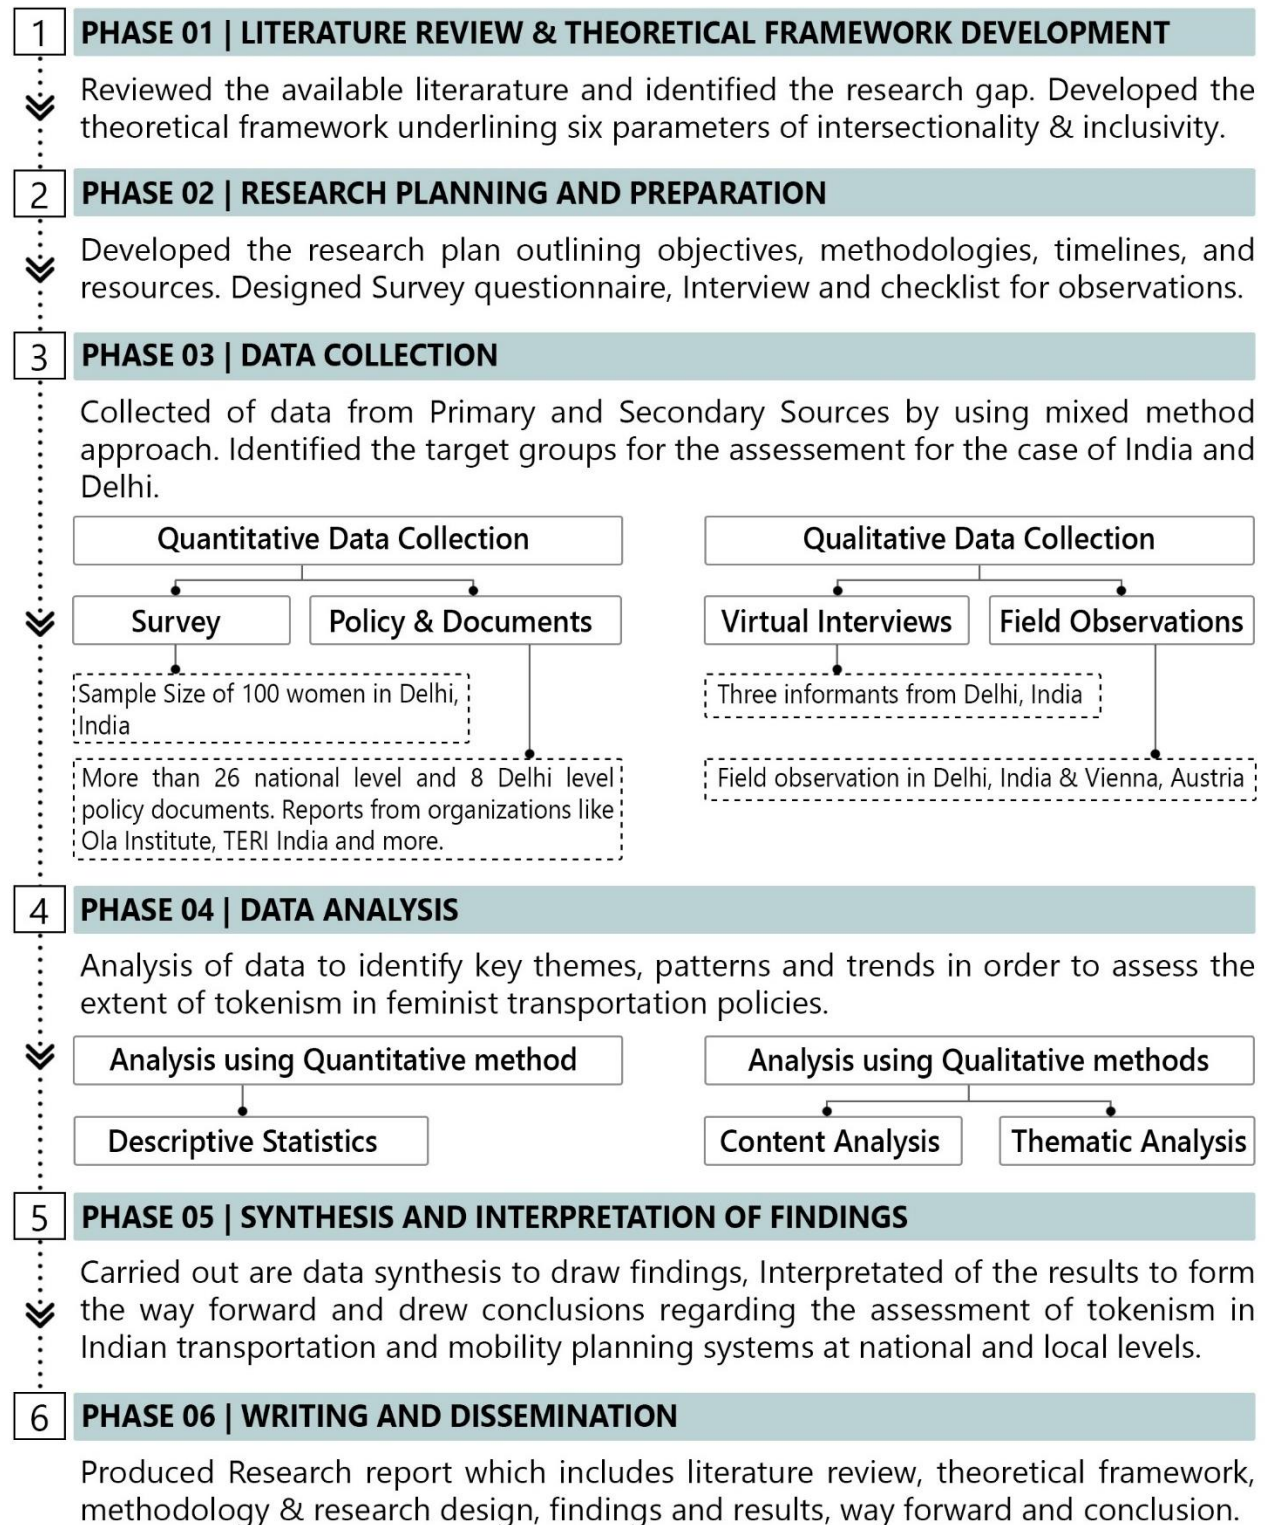 1
PHASE 01 | LITERATURE REVIEW & THEORETICAL FRAMEWORK DEVELOPMENT
Reviewed the available literarature and identified the research gap. Developed the
theoretical framework underlining six parameters of intersectionality & inclusivity.
2
PHASE 02 | RESEARCH PLANNING AND PREPARATION
Developed the research plan outlining objectives, methodologies, timelines, and
resources. Designed Survey questionnaire, Interview and checklist for observations.
3
PHASE 03 | DATA COLLECTION
Collected of data from Primary and Secondary Sources by using mixed method
approach. Identified the target groups for the assessement for the case of India and
Delhi.
Quantitative Data Collection
Survey
Policy & Documents
Sample Size of 100 women in Delhi,
India
More than 26 national level and 8 Delhi level
policy documents. Reports from organizations like
Ola Institute, TERI India and more.
Qualitative Data Collection
Virtual Interviews
Field Observations
Three informants from Delhi, India
Field observation in Delhi, India & Vienna, Austria
4
PHASE 04 | DATA ANALYSIS
Analysis of data to identify key themes, patterns and trends in order to assess the
extent of tokenism in feminist transportation policies.
Analysis using Quantitative method
Descriptive Statistics
Analysis using Qualitative methods
Content Analysis
Thematic Analysis
5
PHASE 05 | SYNTHESIS AND INTERPRETATION OF FINDINGS
Carried out are data synthesis to draw findings, Interpretated of the results to form
the way forward and drew conclusions regarding the assessment of tokenism in
Indian transportation and mobility planning systems at national and local levels.
6
PHASE 06 | WRITING AND DISSEMINATION
Produced Research report which includes literature review, theoretical framework,
methodology & research design, findings and results, way forward and conclusion.